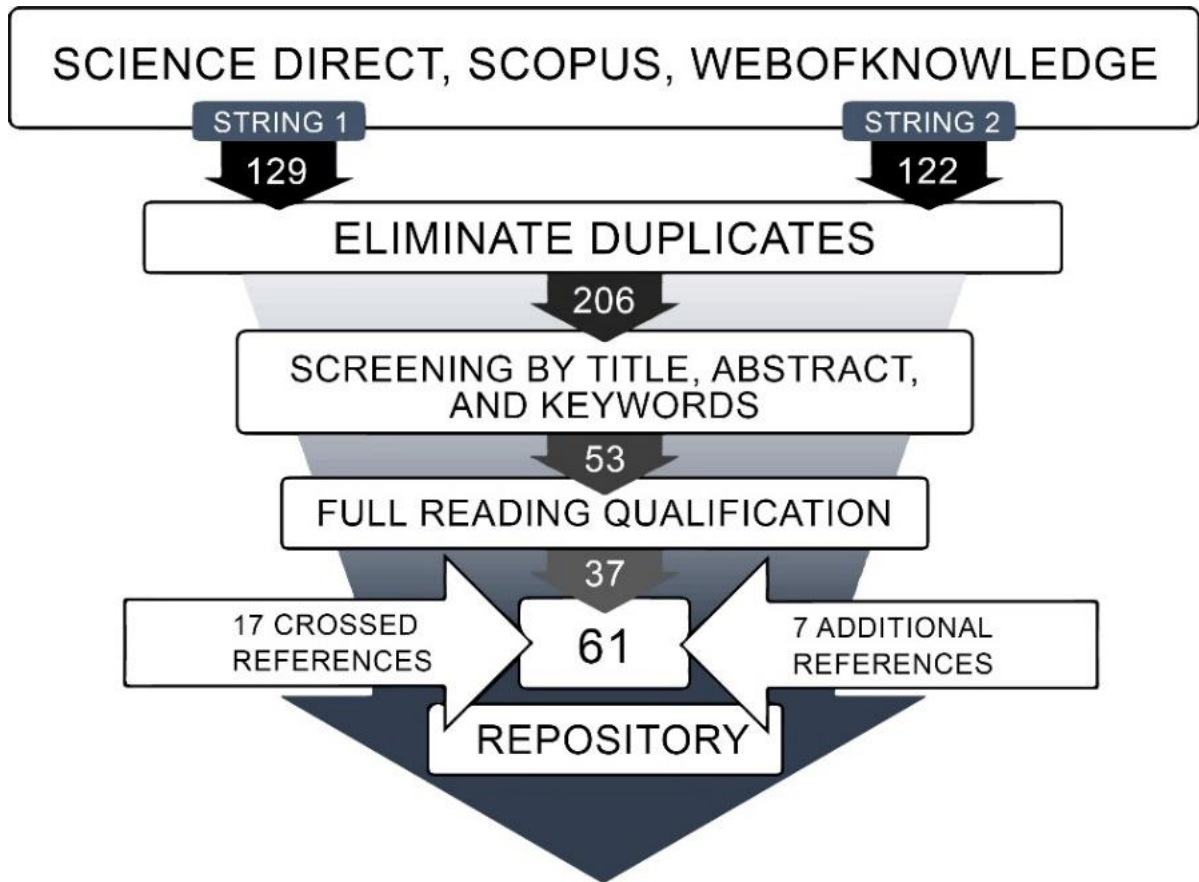 SCIENCE DIRECT, SCOPUS, WEBOFKNOWLEDGE
STRING 1
STRING 2
129
122
ELIMINATE DUPLICATES
206
SCREENING BY TITLE, ABSTRACT,
AND KEYWORDS
53
FULL READING QUALIFICATION
37
17 CROSSED
REFERENCES
61
7 ADDITIONAL
REFERENCES
REPOSITORY